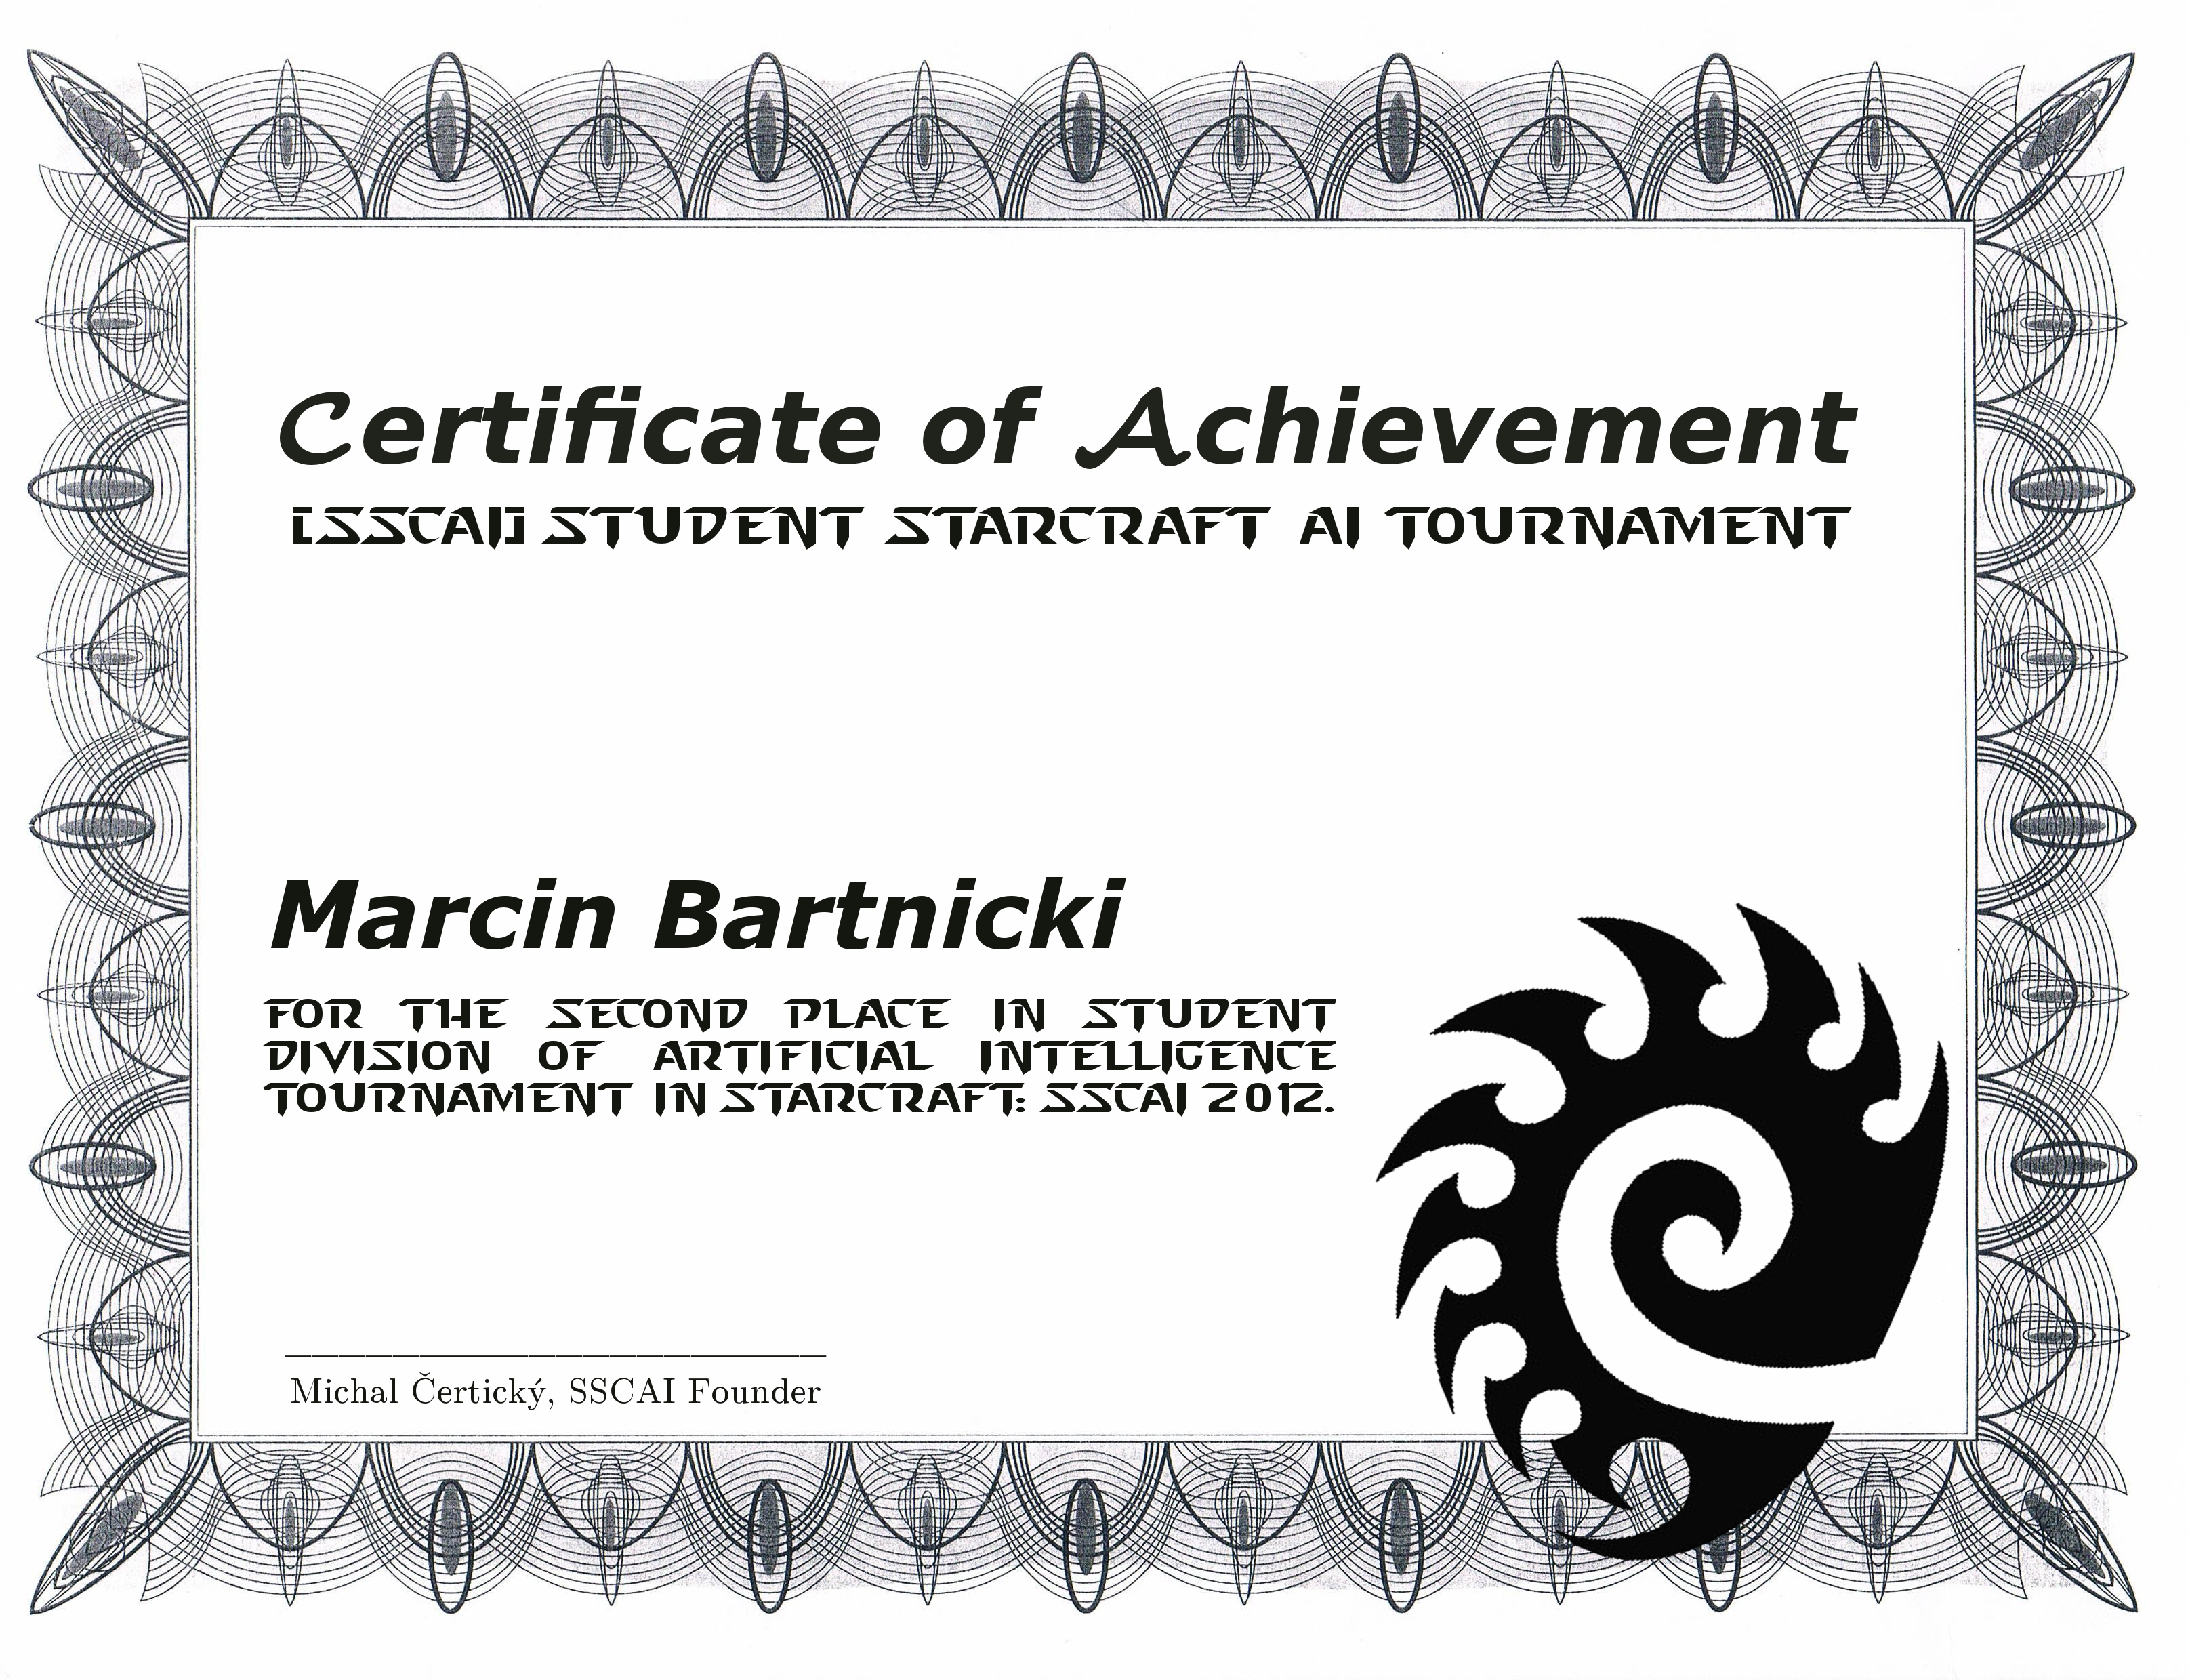 Certificate of Achievement
[SSCAI] STUDENT STARCRAFT AI TOURNAMENT
Marcin Bartnicki
FOR THE SECOND PLACE IN STUDENT
DIVISION OF ARTIFICIAL INTELLIGENCE
TOURNAMENT IN STARCRAFT: SSCAI 2012.
Michal Čertický, SSCAI Founder